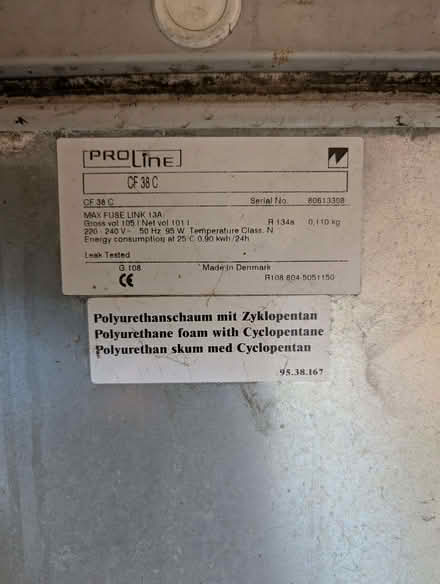 PROLine
CF 38 C
CF 38 C Serial No. 80613398
MAX FUSE LINK 13A
Gross vol 105 l Net vol 101 l R 134a 0,110 kg
220 - 240 V~ 50 Hz 95 W Temperature Class. N
Energy consumption at 25°C 0,90 kwh/24h
Leak Tested
G.108 Made in Denmark
CE R108 804-5051150
Polyurethanschaum mit Zyklopentan
Polyurethane foam with Cyclopentane
Polyurethan skum med Cyclopentan
95.38.167